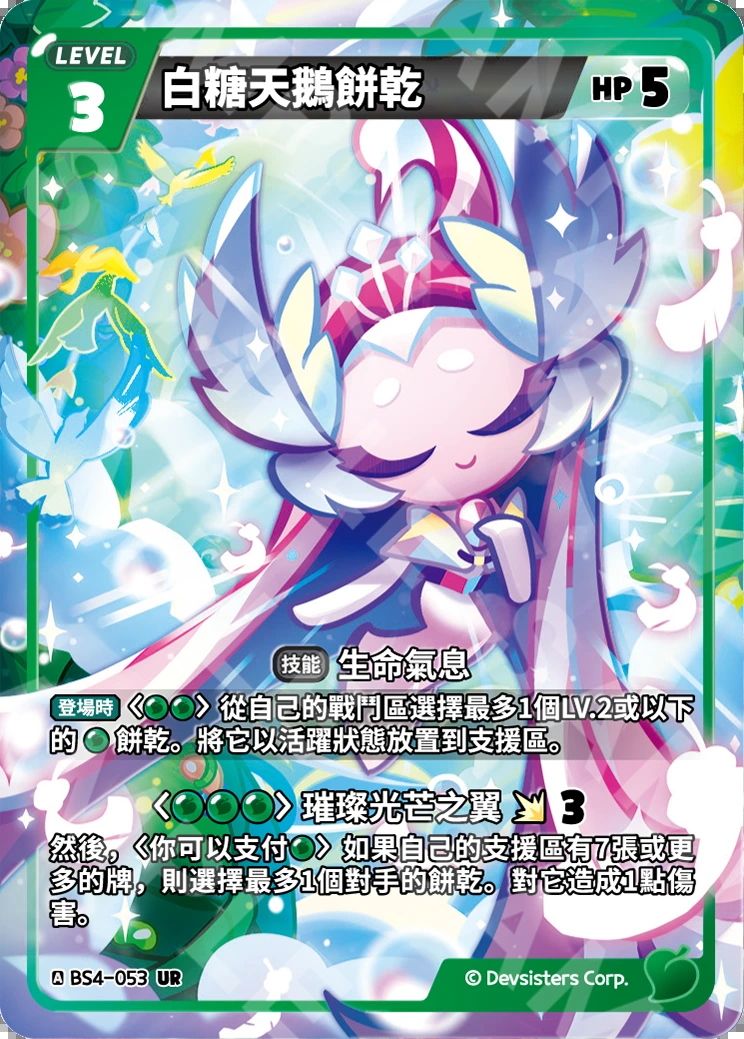 LEVEL
3
白糖天鵝餅乾
HP 5
技能 生命氣息
登場時〈●●〉從自己的戰鬥區選擇最多1個LV.2或以下
的●餅乾。將它以活躍狀態放置到支援區。
〈●●●〉璀璨光芒之翼 3
然後，〈你可以支付●〉如果自己的支援區有7張或更
多的牌，則選擇最多1個對手的餅乾。對它造成1點傷
害。
A BS4-053 UR
© Devsisters Corp.